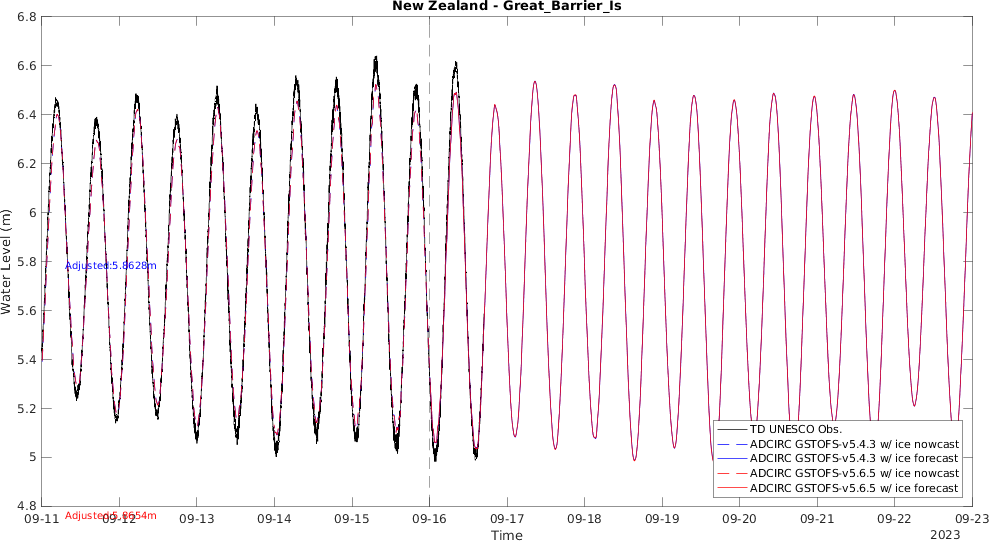 New Zealand - Great_Barrier_Is
6.8
6.6
6.4
6.2
6
5.8
5.6
5.4
5.2
5
4.8
Water Level (m)
Adjusted:5.8628m
Adjusted:5.8654m
TD UNESCO Obs.
ADCIRC GSTOFS-v5.4.3 w/ ice nowcast
ADCIRC GSTOFS-v5.4.3 w/ ice forecast
ADCIRC GSTOFS-v5.6.5 w/ ice nowcast
ADCIRC GSTOFS-v5.6.5 w/ ice forecast
09-11 09-12 09-13 09-14 09-15 09-16 09-17 09-18 09-19 09-20 09-21 09-22 09-23
Time
2023